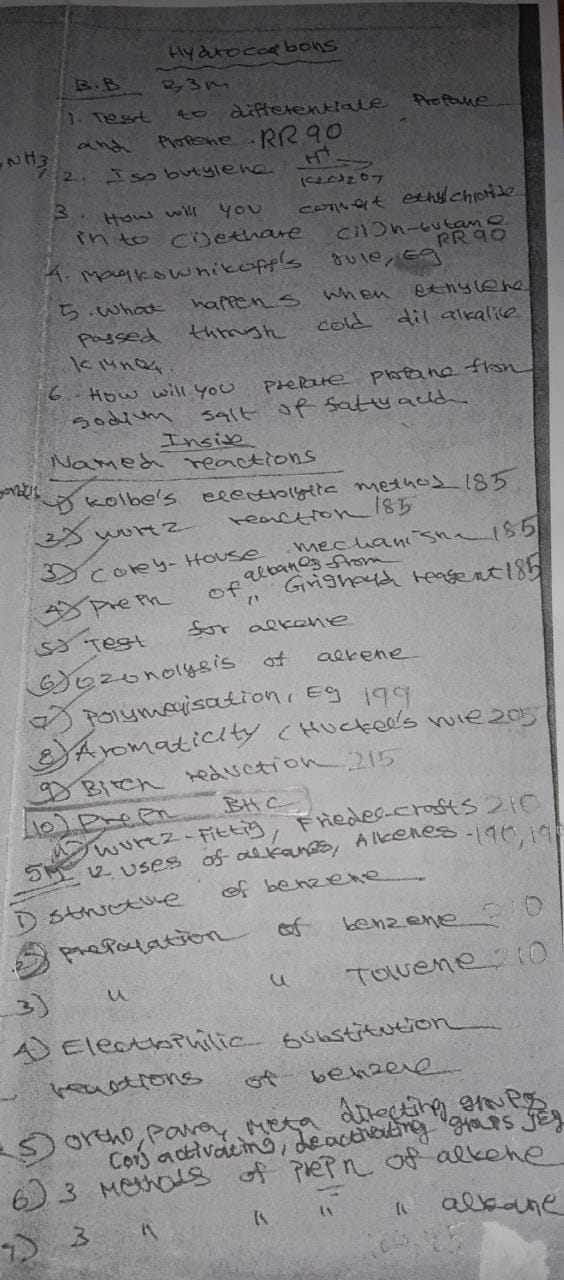 Hydrocarbons
B.B 2,3m
1. Test to differentiate Propane
and Propene. RR90
NH3,
2. Isobutylene H+ K2Cr2O7
3. How will you convert ethylchloride
in to (i) ethane (ii) n-butane
RR90
4. Markownikoff's rule, Eg
5. What happens when ethylene
passed through cold dil alkalie
KMnO4.
6. How will you prepare propane from
sodium salt of fatty acid
Inside
Named reactions
1) Kolbe's electrolytic method 185
2) Wurtz reaction 185
3) Corey-House mechanism 185
4) Prepn of alkanes from
" Grignard reagent 185
5) Test for alkene
6) Ozonolysis of alkene
7) Polymerisation, Eg 199
8) Aromaticity (Huckel's rule 205
9) Birch reduction 215
10) Prepn BHC
11) Wurtz-Fittig, Friedel-crafts 210
5M 12. Uses of alkanes, Alkenes - 190, 19
1) structure of benzene
2) preparation of benzene 210
3) " " Toluene 210
4) Electrophilic substitution
reactions of benzene
5) ortho, para, Meta directing groups
(or) activating, deactivating groups, Eg
6) 3 Methods of Prepn of alkene
7) 3 " " " " alkane